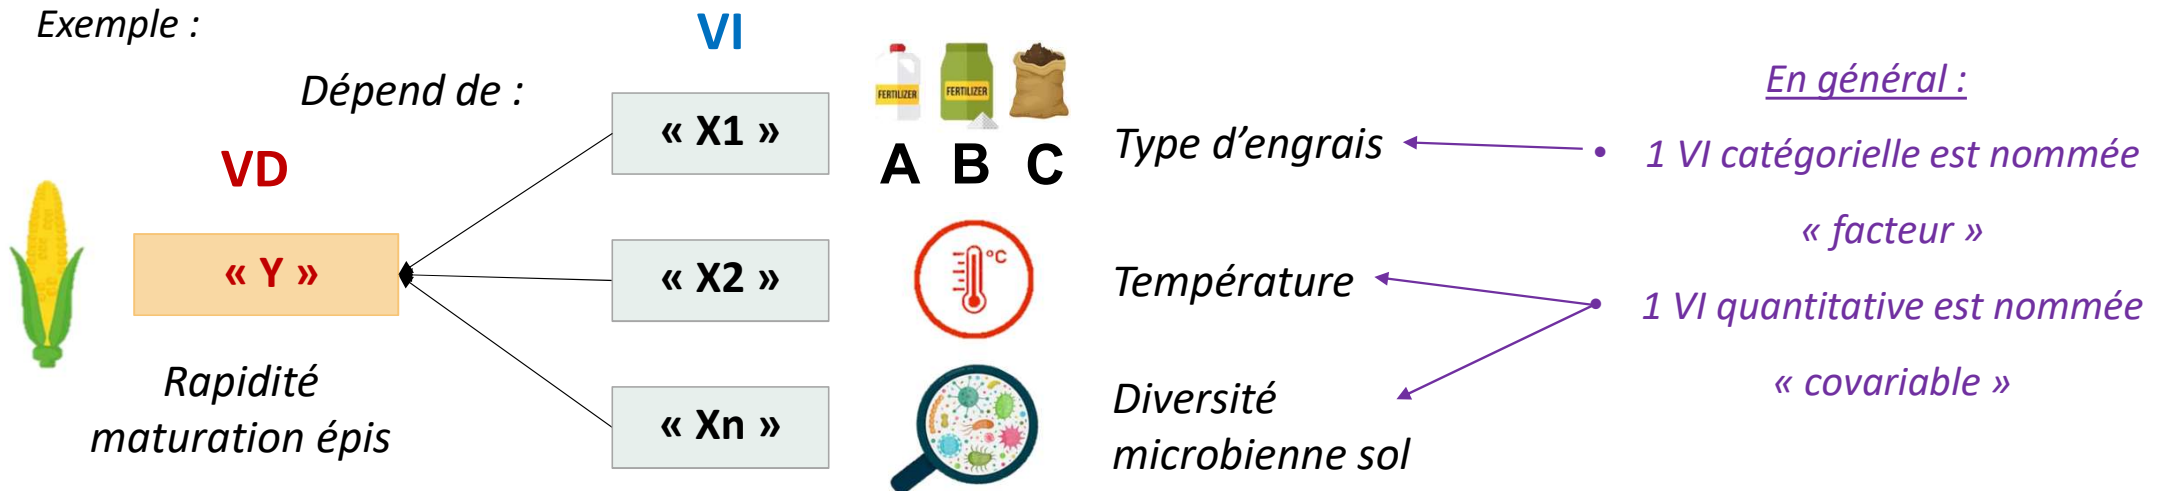 Exemple :
Dépend de :
VD
« Y »
Rapidité
maturation épis
VI
« X1 »
« X2 »
« Xn »
FERTILIZER
FERTILIZER
A B C
Type d’engrais
°C
Température
Diversité
microbienne sol
En général :
• 1 VI catégorielle est nommée
« facteur »
• 1 VI quantitative est nommée
« covariable »